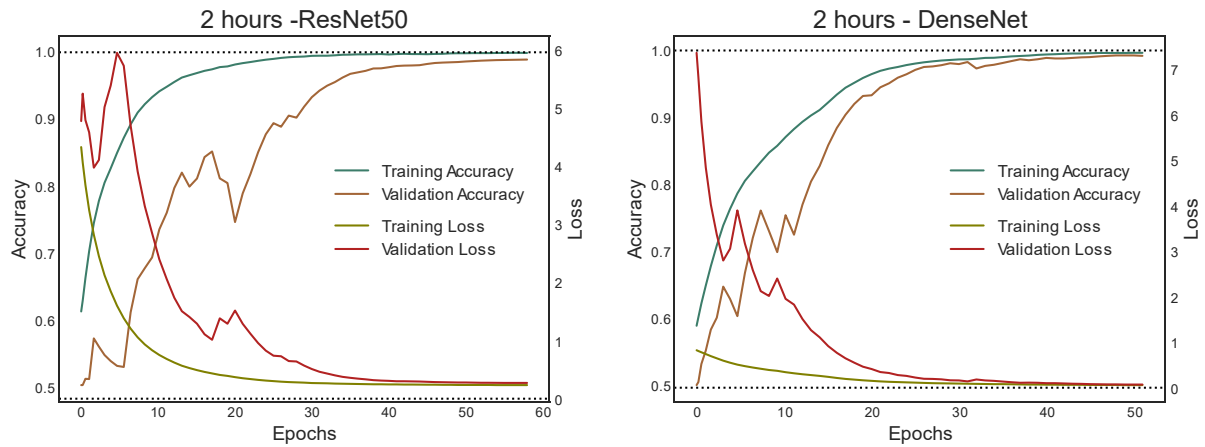 2 hours -ResNet50
1.0
0.9
0.8
0.7
0.6
0.5
Accuracy
6
5
4
3
2
1
0
Loss
Training Accuracy
Validation Accuracy
Training Loss
Validation Loss
0 10 20 30 40 50 60
Epochs
2 hours - DenseNet
1.0
0.9
0.8
0.7
0.6
0.5
Accuracy
7
6
5
4
3
2
1
0
Loss
Training Accuracy
Validation Accuracy
Training Loss
Validation Loss
0 10 20 30 40 50
Epochs